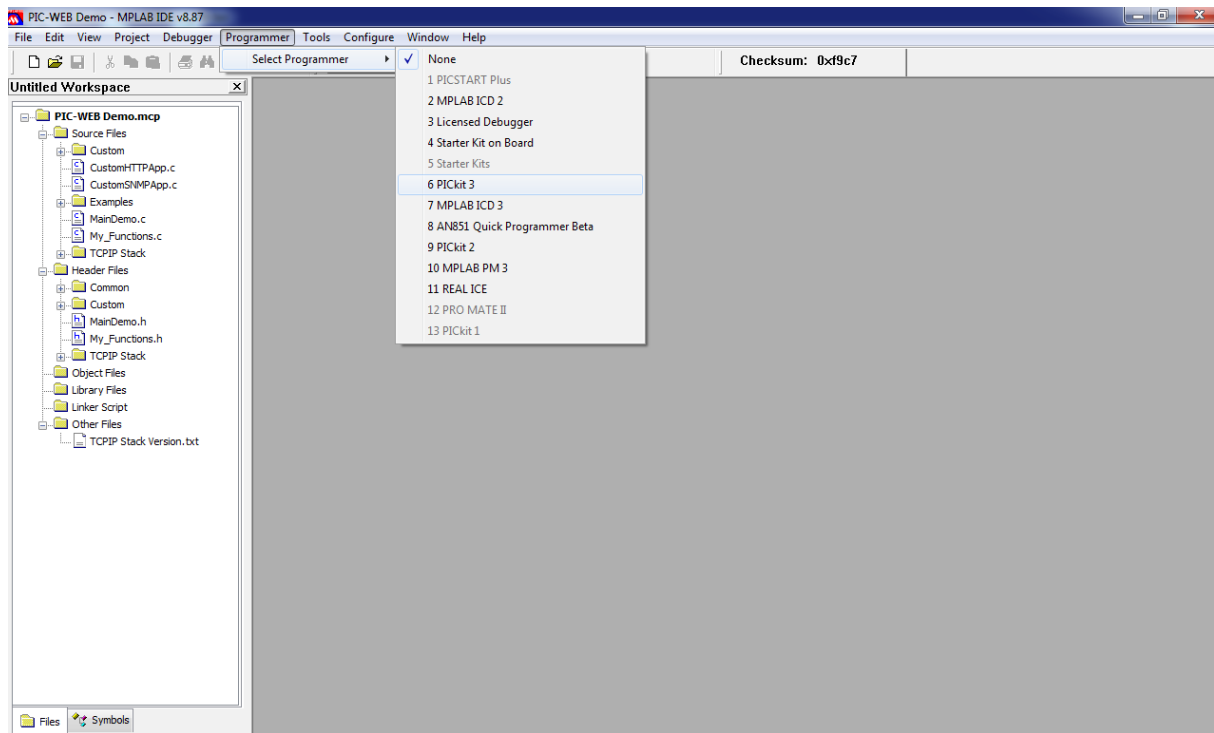 PIC-WEB Demo - MPLAB IDE v8.87
File Edit View Project Debugger Programmer Tools Configure Window Help
Select Programmer
None
1 PICSTART Plus
2 MPLAB ICD 2
3 Licensed Debugger
4 Starter Kit on Board
5 Starter Kits
6 PICkit 3
7 MPLAB ICD 3
8 AN851 Quick Programmer Beta
9 PICkit 2
10 MPLAB PM 3
11 REAL ICE
12 PRO MATE II
13 PICkit 1
Checksum: 0xf9c7
Untitled Workspace
PIC-WEB Demo.mcp
Source Files
Custom
CustomHTTPApp.c
CustomSNMPApp.c
Examples
MainDemo.c
My_Functions.c
TCPIP Stack
Header Files
Common
Custom
MainDemo.h
My_Functions.h
TCPIP Stack
Object Files
Library Files
Linker Script
Other Files
TCPIP Stack Version.txt
Files Symbols